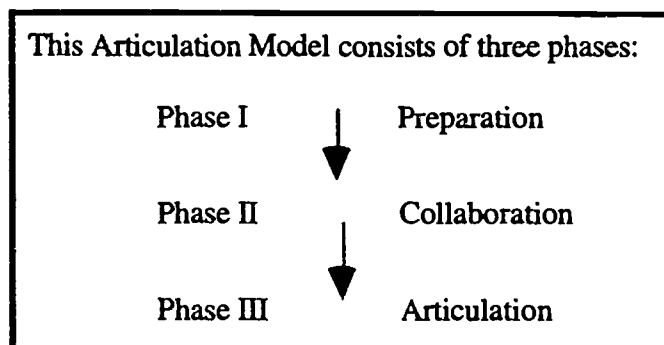 This Articulation Model consists of three phases:
Phase I Preparation
Phase II Collaboration
Phase III Articulation